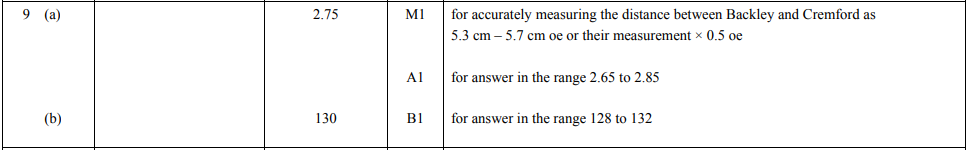 9 (a) 2.75 M1 for accurately measuring the distance between Backley and Cremford as
5.3 cm – 5.7 cm oe or their measurement × 0.5 oe
A1 for answer in the range 2.65 to 2.85
(b) 130 B1 for answer in the range 128 to 132